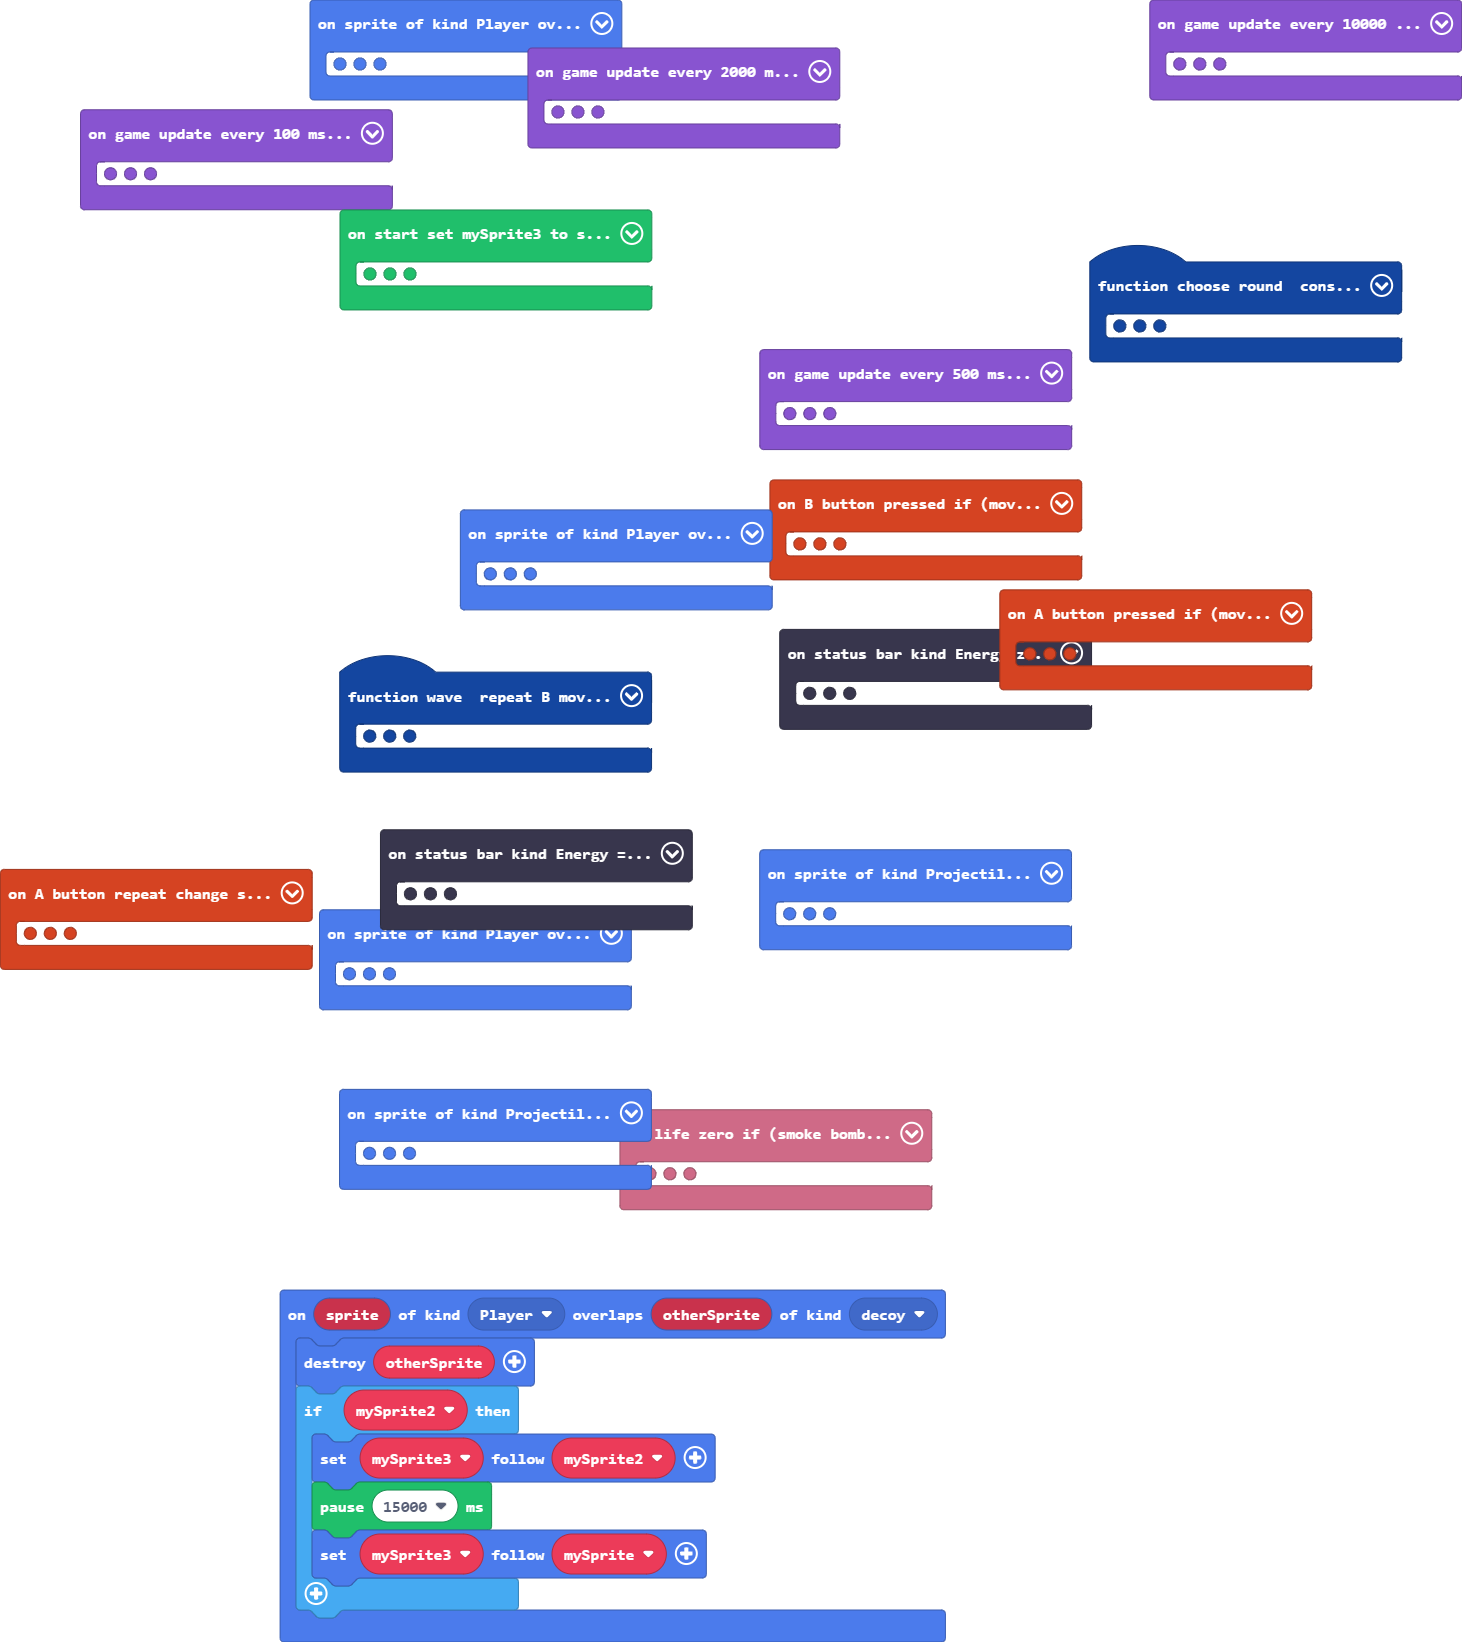 on sprite of kind Player ov...
on game update every 10000 ...
on game update every 2000 m...
on game update every 100 ms...
on start set mySprite3 to s...
function choose round  cons...
on game update every 500 ms...
on B button pressed if (mov...
on sprite of kind Player ov...
on A button pressed if (mov...
on status bar kind Energ z...
function wave  repeat B mov...
on status bar kind Energy =...
on sprite of kind Projectil...
on A button repeat change s...
on sprite of kind Player ov...
on sprite of kind Projectil...
life zero if (smoke bomb...
on sprite of kind Player overlaps otherSprite of kind decoy
destroy otherSprite
if mySprite2 then
set mySprite3 follow mySprite2
pause 15000 ms
set mySprite3 follow mySprite